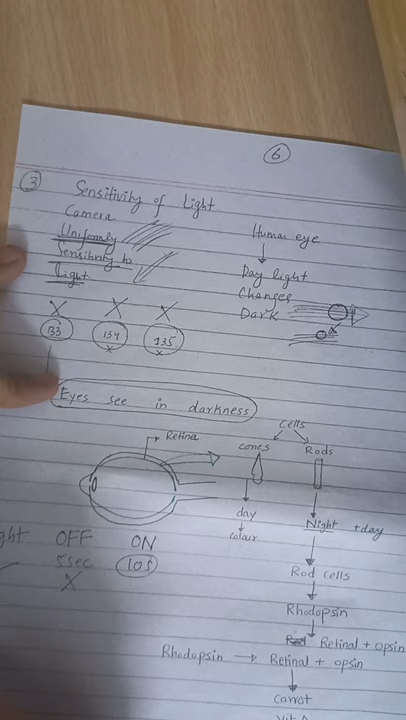 6
3 Sensitivity of Light
Camera
Uniformly
Sensitivity to
Light
Human eye
Day light
Changes
Dark
X X X
133 134 135
x x
Eyes see in darkness
Retina
Cells
cones Rods
day
colour
Night + day
Rod cells
Rhodopsin
Retinal + opsin
Rhodopsin → Retinal + opsin
carrot
ght OFF ON
5sec 10s
X